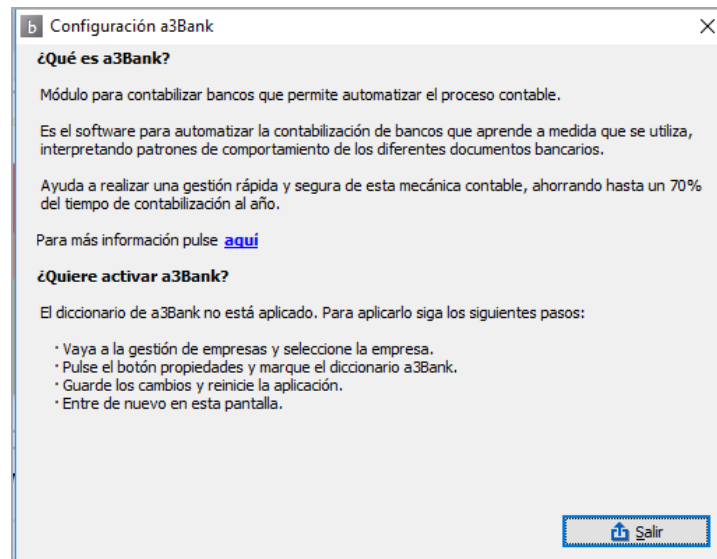 b Configuración a3Bank
¿Qué es a3Bank?
Módulo para contabilizar bancos que permite automatizar el proceso contable.
Es el software para automatizar la contabilización de bancos que aprende a medida que se utiliza,
interpretando patrones de comportamiento de los diferentes documentos bancarios.
Ayuda a realizar una gestión rápida y segura de esta mecánica contable, ahorrando hasta un 70%
del tiempo de contabilización al año.
Para más información pulse aquí
¿Quiere activar a3Bank?
El diccionario de a3Bank no está aplicado. Para aplicarlo siga los siguientes pasos:
· Vaya a la gestión de empresas y seleccione la empresa.
· Pulse el botón propiedades y marque el diccionario a3Bank.
· Guarde los cambios y reinicie la aplicación.
· Entre de nuevo en esta pantalla.
Salir